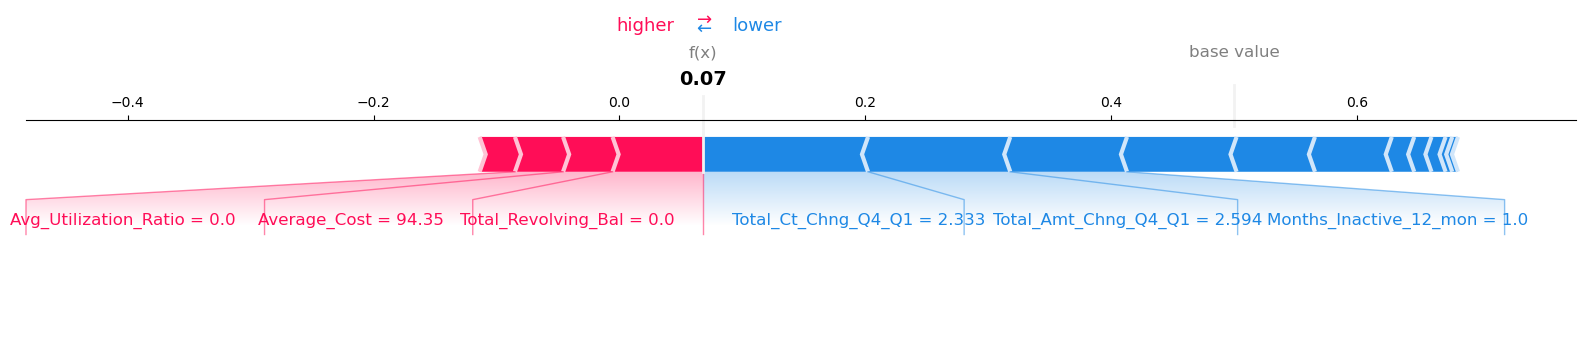 higher ⇄ lower
f(x) base value
0.07
−0.4 −0.2 0.0 0.2 0.4 0.6
Avg_Utilization_Ratio = 0.0 Average_Cost = 94.35 Total_Revolving_Bal = 0.0 Total_Ct_Chng_Q4_Q1 = 2.333 Total_Amt_Chng_Q4_Q1 = 2.594 Months_Inactive_12_mon = 1.0